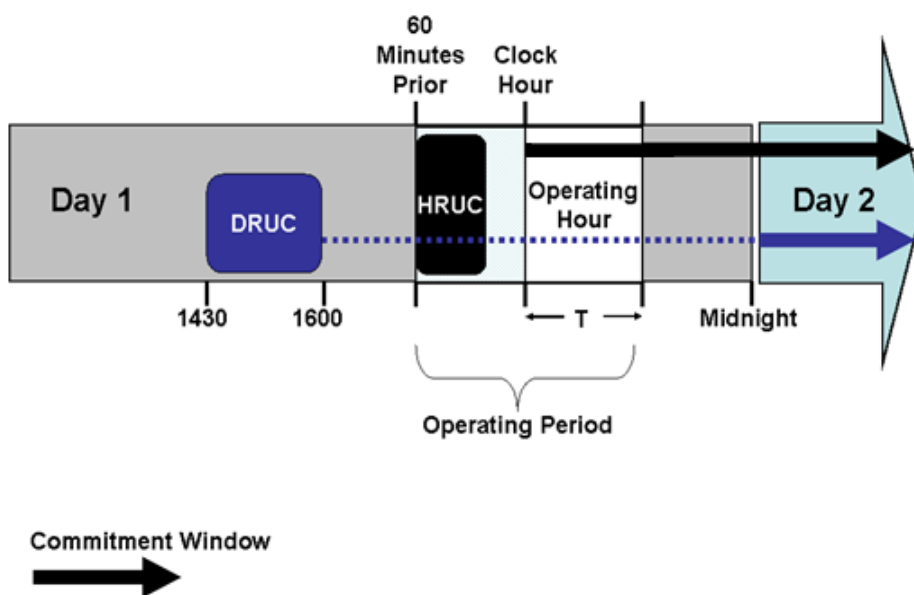 60
Minutes
Prior
Clock
Hour
Day 1
DRUC
HRUC
Operating
Hour
Day 2
1430
1600
T
Midnight
Operating Period
Commitment Window